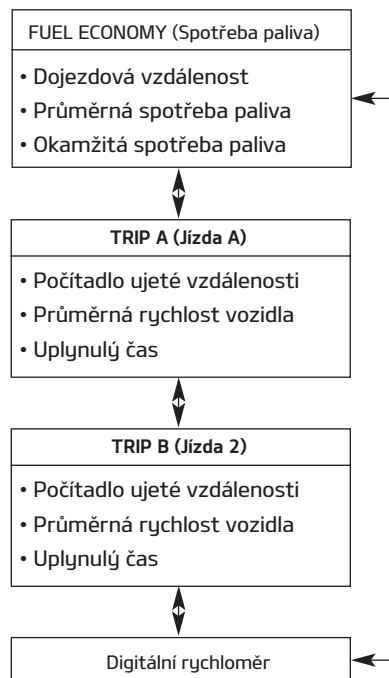 FUEL ECONOMY (Spotřeba paliva)
• Dojezdová vzdálenost
• Průměrná spotřeba paliva
• Okamžitá spotřeba paliva
TRIP A (Jízda A)
• Počítadlo ujeté vzdálenosti
• Průměrná rychlost vozidla
• Uplynulý čas
TRIP B (Jízda 2)
• Počítadlo ujeté vzdálenosti
• Průměrná rychlost vozidla
• Uplynulý čas
Digitální rychloměr